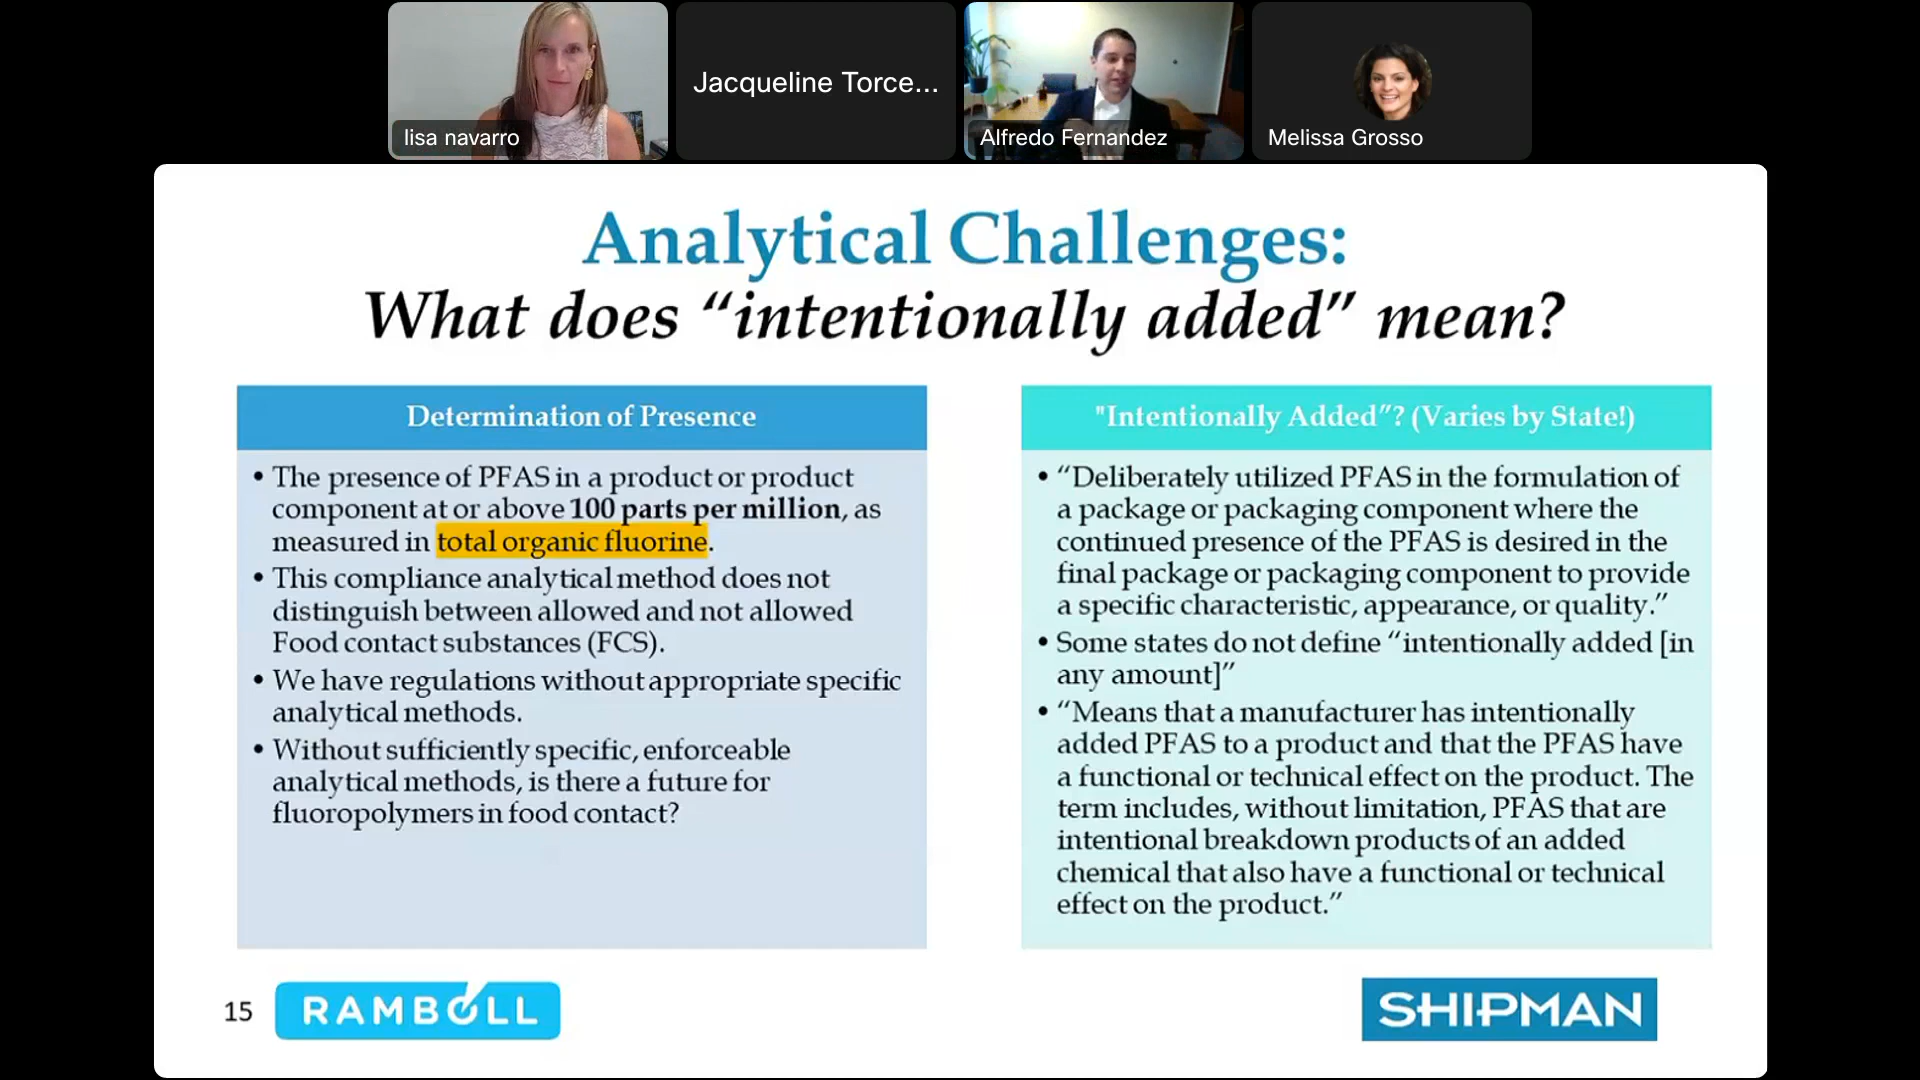 lisa navarro
Jacqueline Torce...
Alfredo Fernandez
Melissa Grosso
Analytical Challenges:
What does “intentionally added” mean?
Determination of Presence
• The presence of PFAS in a product or product
component at or above 100 parts per million, as
measured in total organic fluorine.
• This compliance analytical method does not
distinguish between allowed and not allowed
Food contact substances (FCS).
• We have regulations without appropriate specific
analytical methods.
• Without sufficiently specific, enforceable
analytical methods, is there a future for
fluoropolymers in food contact?
"Intentionally Added”? (Varies by State!)
• “Deliberately utilized PFAS in the formulation of
a package or packaging component where the
continued presence of the PFAS is desired in the
final package or packaging component to provide
a specific characteristic, appearance, or quality.”
• Some states do not define “intentionally added [in
any amount]”
• “Means that a manufacturer has intentionally
added PFAS to a product and that the PFAS have
a functional or technical effect on the product. The
term includes, without limitation, PFAS that are
intentional breakdown products of an added
chemical that also have a functional or technical
effect on the product.”
15
RAMBOLL
SHIPMAN